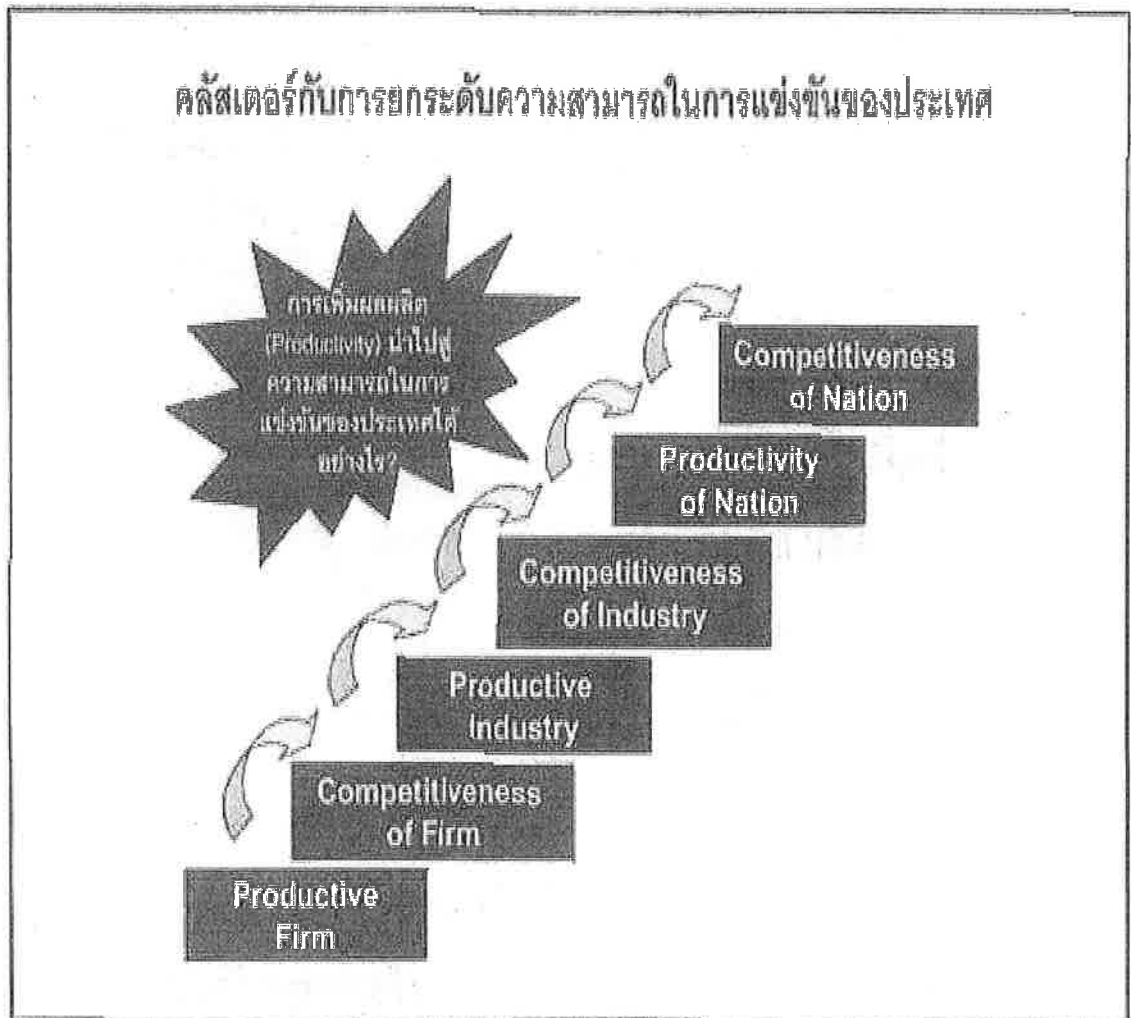 คลัสเตอร์กับการยกระดับความสามารถในการแข่งขันของประเทศ
การเพิ่มผลผลิต
(Productivity) นำไปสู่
ความสามารถในการ
แข่งขันของประเทศได้
อย่างไร?
Competitiveness
of Nation
Productivity
of Nation
Competitiveness
of Industry
Productive
Industry
Competitiveness
of Firm
Productive
Firm